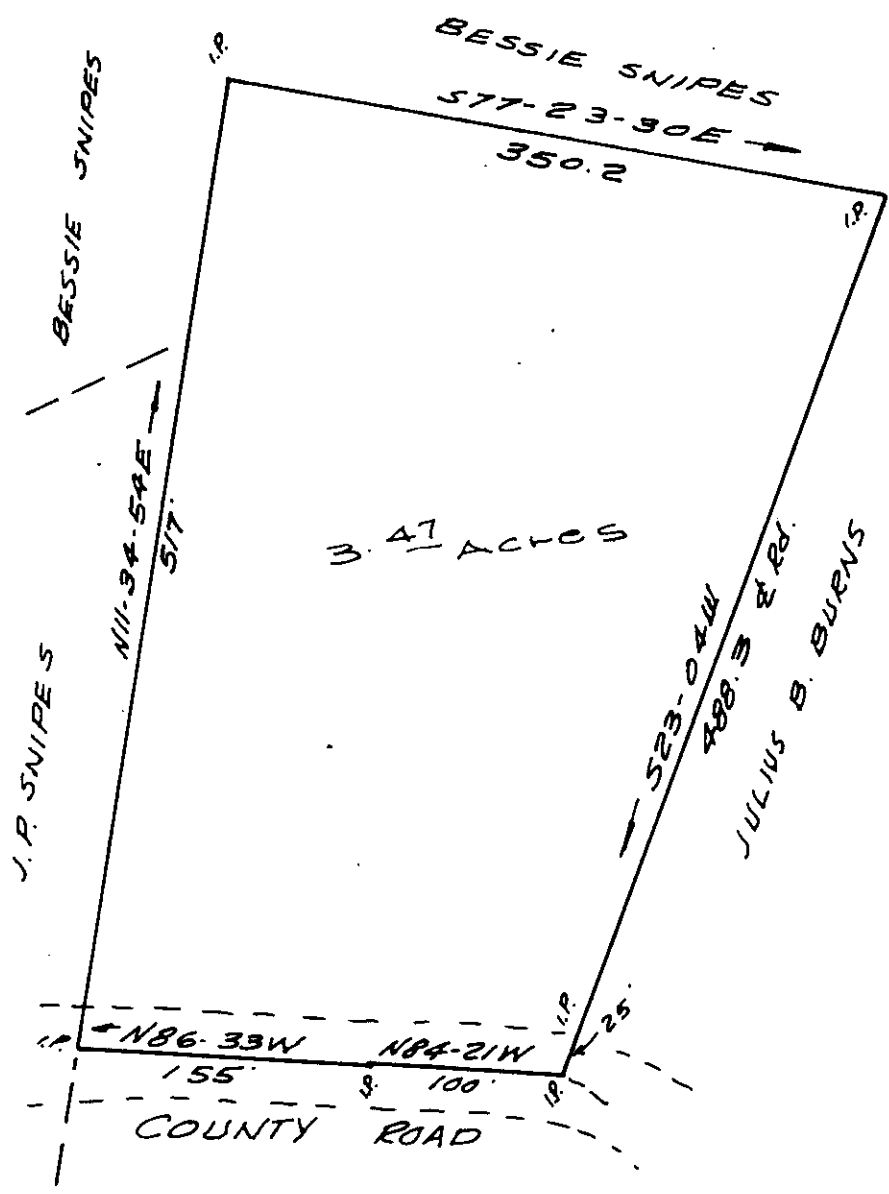 I.P.
BESSIE SNIPES
S77-23-30E
350.2
I.P.
BESSIE SNIPES
N11-34-54E
517'
3.47 Acres
S23-04W
488.3 & Rd.
JULIUS B. BURNS
J.P. SNIPES
I.P.
25'
I.P.
N86-33W
N84-21W
155'
I.P.
100'
I.P.
COUNTY ROAD